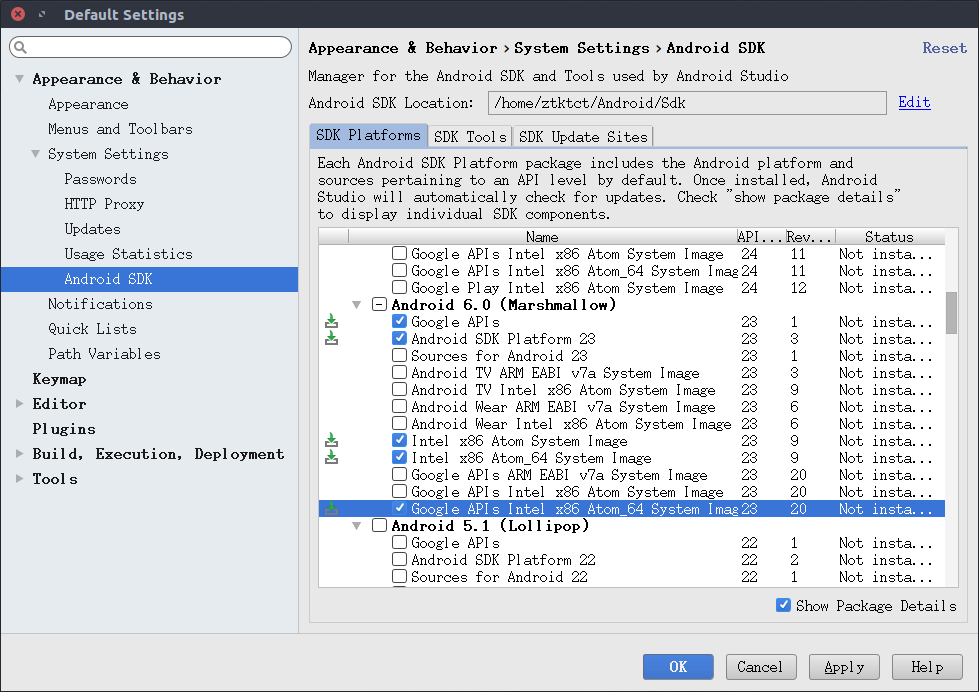 Default Settings
Appearance & Behavior
Appearance
Menus and Toolbars
System Settings
Passwords
HTTP Proxy
Updates
Usage Statistics
Android SDK
Notifications
Quick Lists
Path Variables
Keymap
Editor
Plugins
Build, Execution, Deployment
Tools
Appearance & Behavior › System Settings › Android SDK Reset
Manager for the Android SDK and Tools used by Android Studio
Android SDK Location: /home/ztktct/Android/Sdk Edit
SDK Platforms SDK Tools SDK Update Sites
Each Android SDK Platform package includes the Android platform and
sources pertaining to an API level by default. Once installed, Android
Studio will automatically check for updates. Check "show package details"
to display individual SDK components.
Name API... Rev... Status
Google APIs Intel x86 Atom System Image 24 11 Not insta...
Google APIs Intel x86 Atom_64 System Imag 24 11 Not insta...
Google Play Intel x86 Atom System Image 24 12 Not insta...
Android 6.0 (Marshmallow)
Google APIs 23 1 Not insta...
Android SDK Platform 23 23 3 Not insta...
Sources for Android 23 23 1 Not insta...
Android TV ARM EABI v7a System Image 23 3 Not insta...
Android TV Intel x86 Atom System Image 23 9 Not insta...
Android Wear ARM EABI v7a System Image 23 6 Not insta...
Android Wear Intel x86 Atom System Image 23 6 Not insta...
Intel x86 Atom System Image 23 9 Not insta...
Intel x86 Atom_64 System Image 23 9 Not insta...
Google APIs ARM EABI v7a System Image 23 20 Not insta...
Google APIs Intel x86 Atom System Image 23 20 Not insta...
Google APIs Intel x86 Atom_64 System Imag 23 20 Not insta...
Android 5.1 (Lollipop)
Google APIs 22 1 Not insta...
Android SDK Platform 22 22 2 Not insta...
Sources for Android 22 22 1 Not insta...
Show Package Details
OK Cancel Apply Help